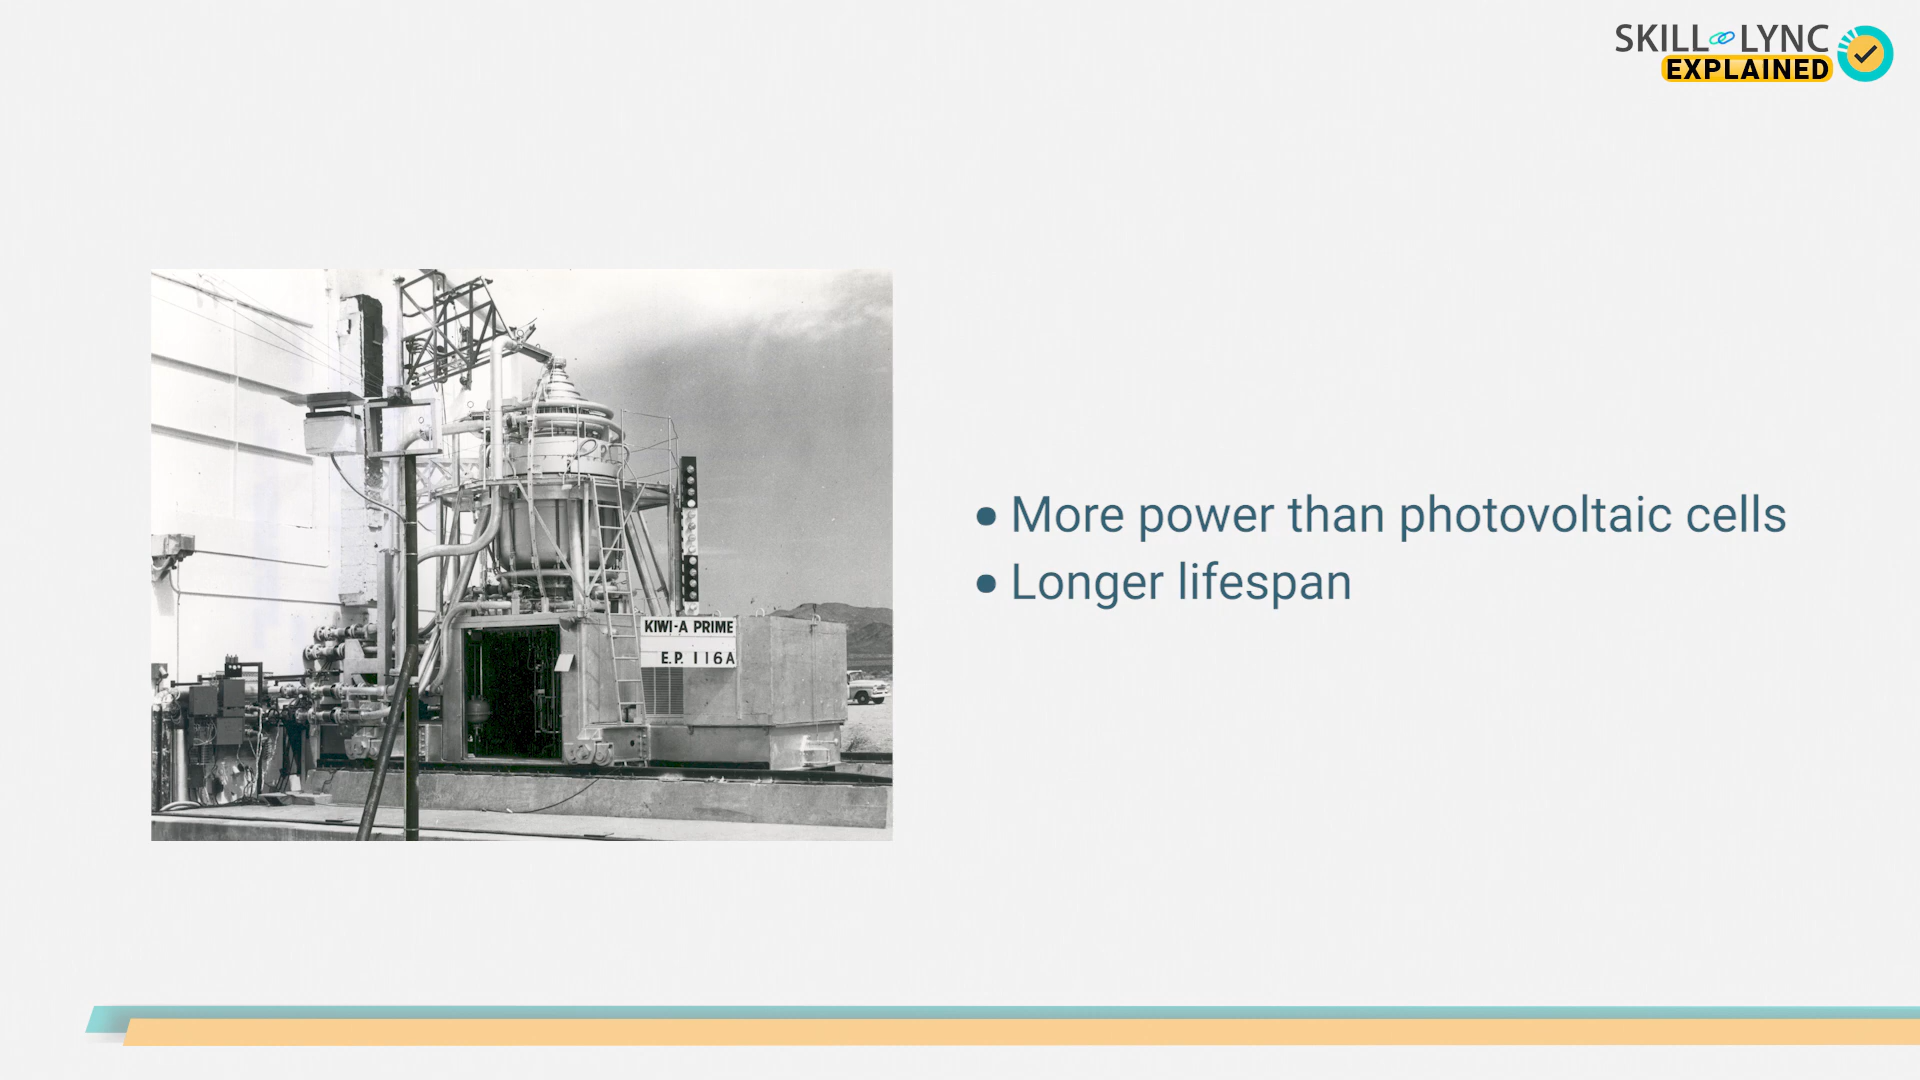 SKILL LYNC
EXPLAINED
KIWI-A PRIME
E.P. 116A
• More power than photovoltaic cells
• Longer lifespan